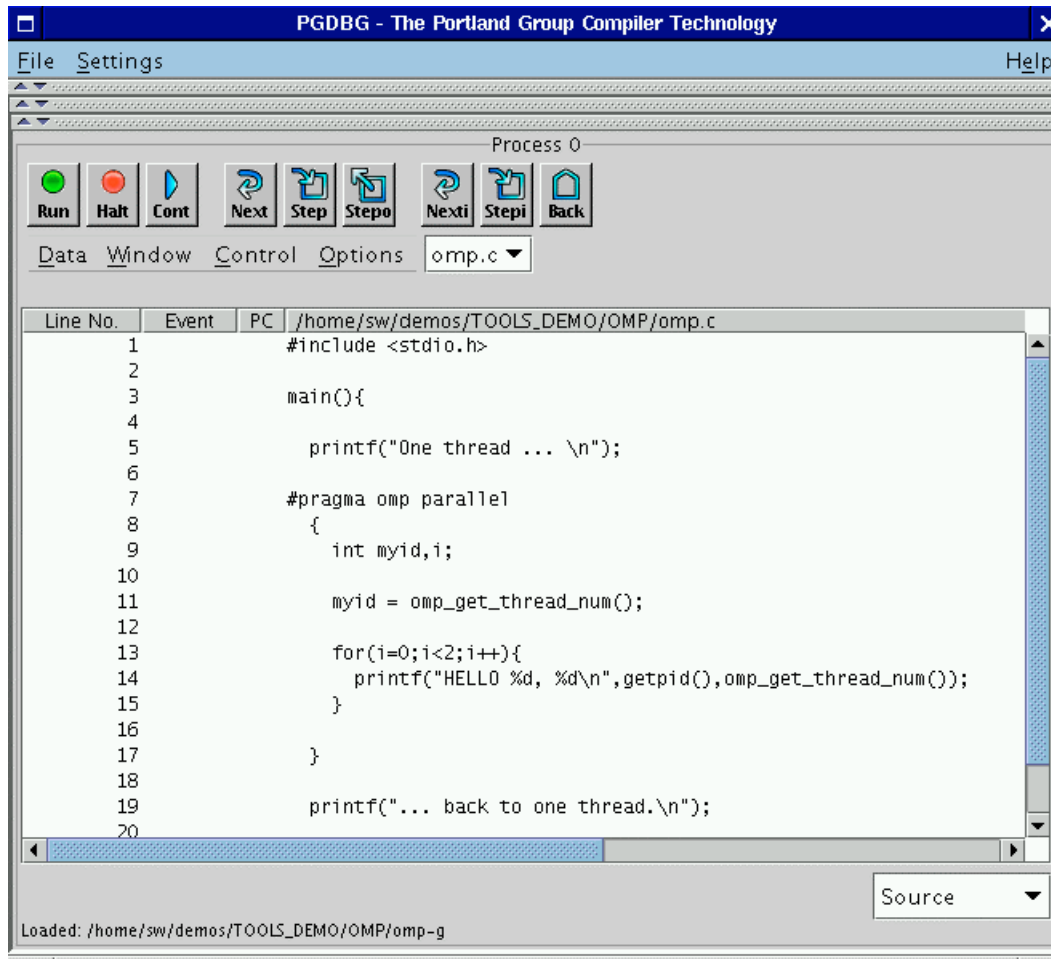 PGDBG - The Portland Group Compiler Technology
File Settings Help
Process 0
Run Halt Cont Next Step Stepo Nexti Stepi Back
Data Window Control Options omp.c
Line No. Event PC /home/sw/demos/TOOLS_DEMO/OMP/omp.c
1 #include <stdio.h>
2
3 main(){
4
5 printf("One thread ... \n");
6
7 #pragma omp parallel
8 {
9 int myid,i;
10
11 myid = omp_get_thread_num();
12
13 for(i=0;i<2;i++){
14 printf("HELLO %d, %d\n",getpid(),omp_get_thread_num());
15 }
16
17 }
18
19 printf("... back to one thread.\n");
20
Source
Loaded: /home/sw/demos/TOOLS_DEMO/OMP/omp-g